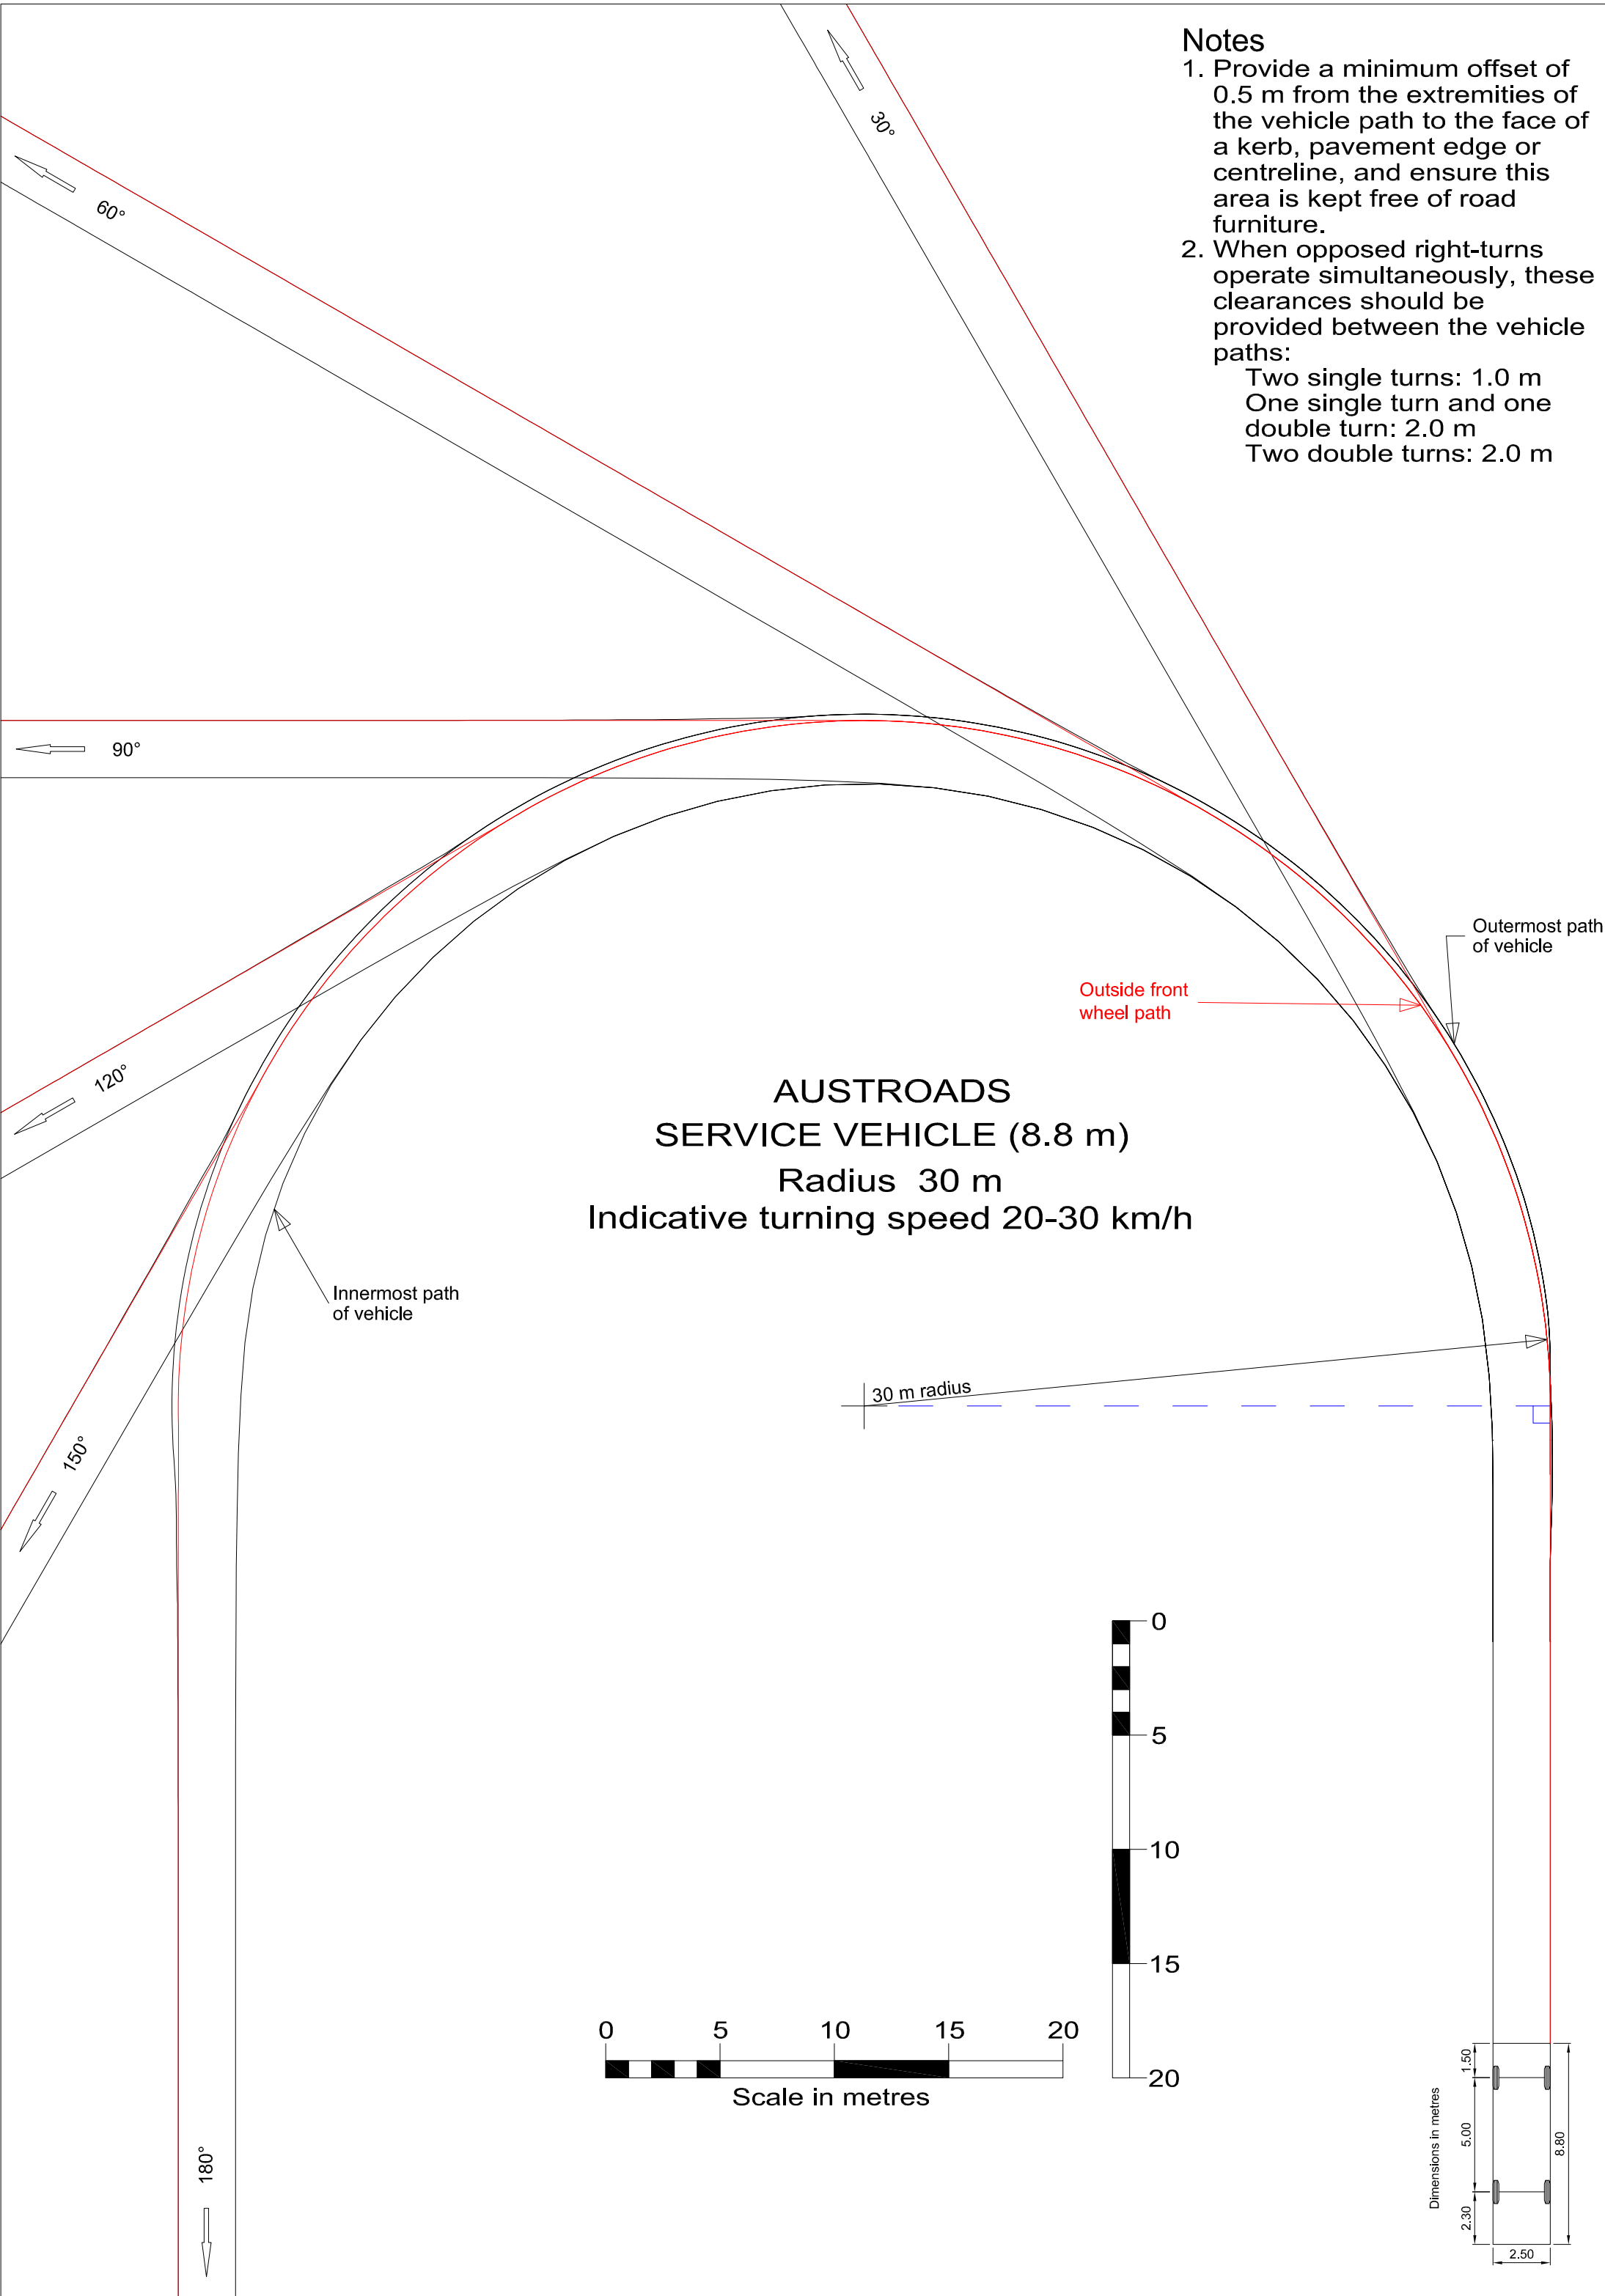 Notes
1. Provide a minimum offset of
0.5 m from the extremities of
the vehicle path to the face of
a kerb, pavement edge or
centreline, and ensure this
area is kept free of road
furniture.
2. When opposed right-turns
operate simultaneously, these
clearances should be
provided between the vehicle
paths:
Two single turns: 1.0 m
One single turn and one
double turn: 2.0 m
Two double turns: 2.0 m
30°
60°
90°
120°
150°
180°
Outermost path
of vehicle
Outside front
wheel path
AUSTROADS
SERVICE VEHICLE (8.8 m)
Radius 30 m
Indicative turning speed 20-30 km/h
Innermost path
of vehicle
30 m radius
0
5
10
15
20
0 5 10 15 20
Scale in metres
Dimensions in metres
1.50
5.00
2.30
8.80
2.50